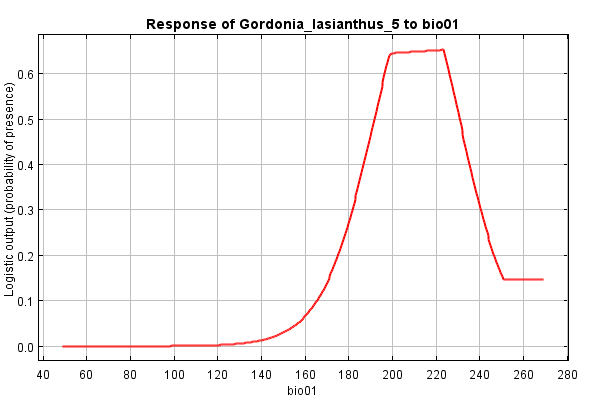 Response of Gordonia_lasianthus_5 to bio01
Logistic output (probability of presence)
0.6
0.5
0.4
0.3
0.2
0.1
0.0
40 60 80 100 120 140 160 180 200 220 240 260 280
bio01